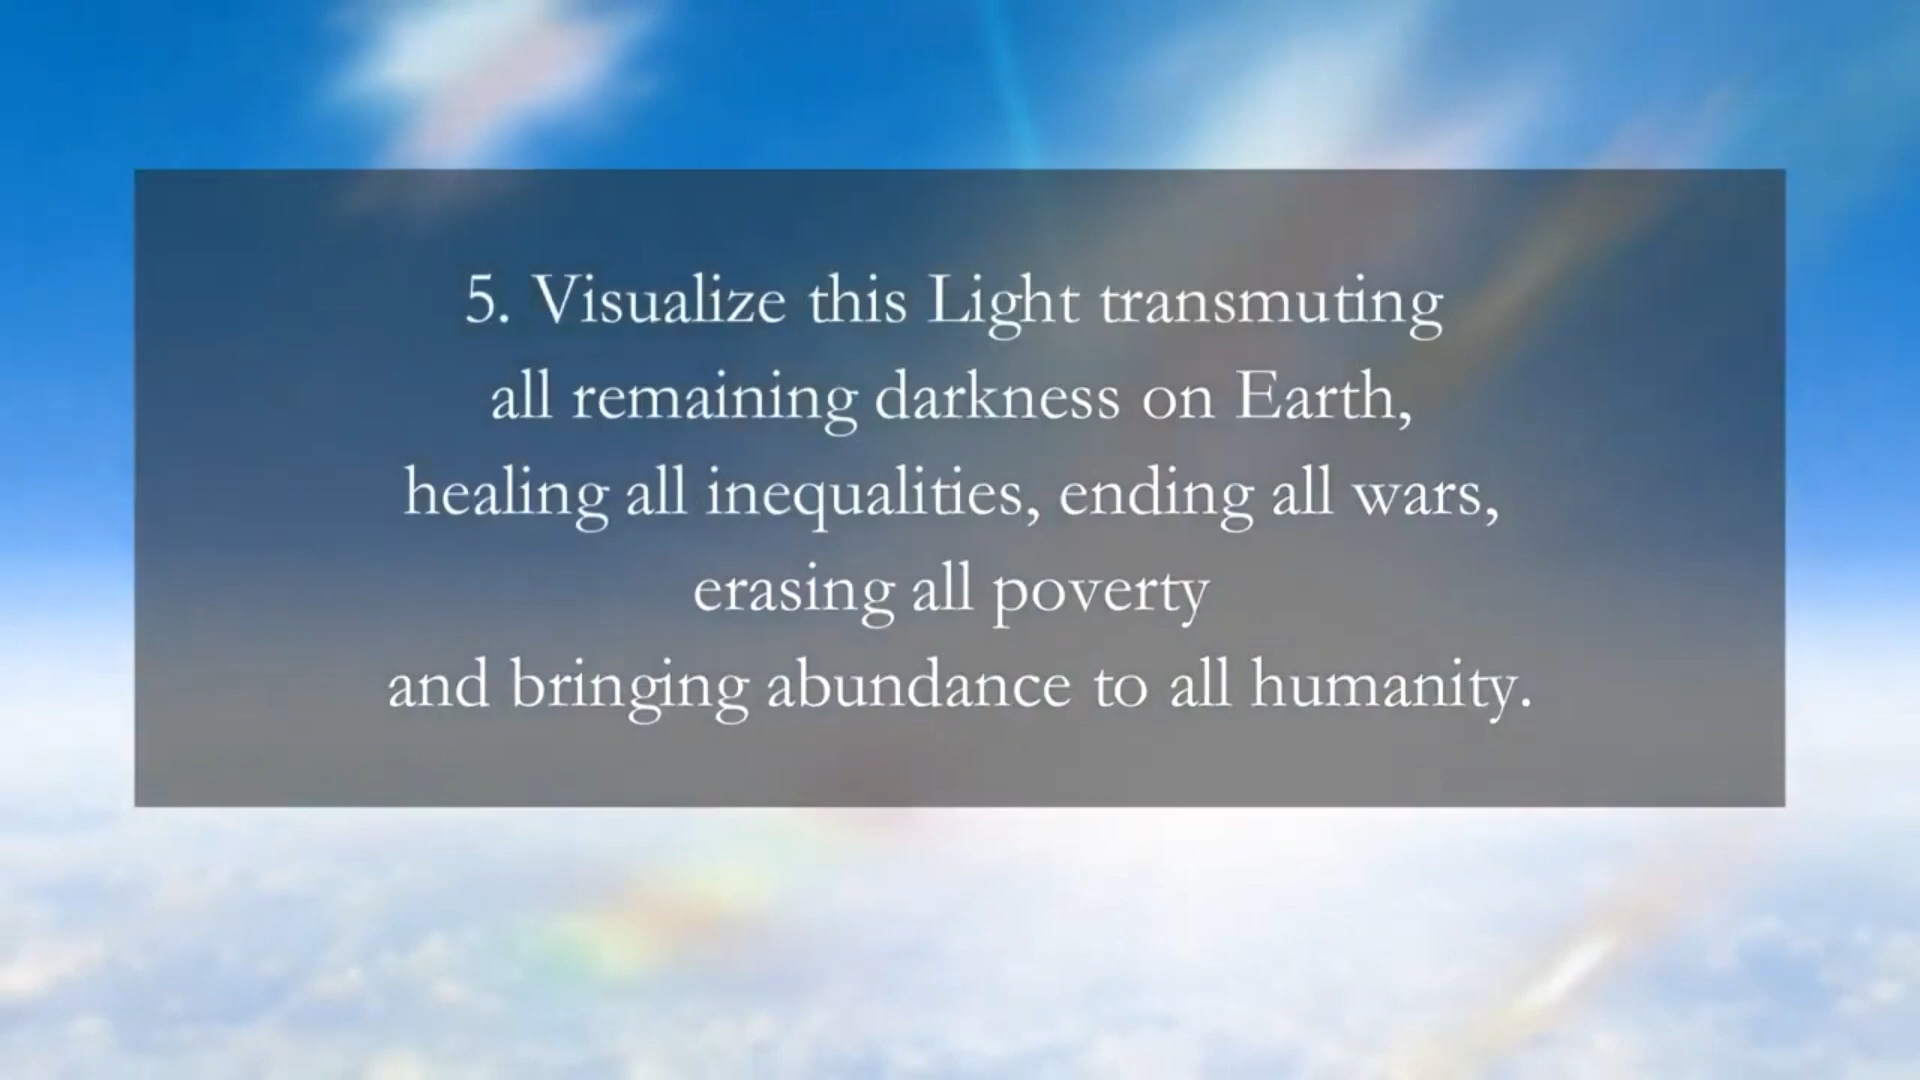 5. Visualize this Light transmuting
all remaining darkness on Earth,
healing all inequalities, ending all wars,
erasing all poverty
and bringing abundance to all humanity.